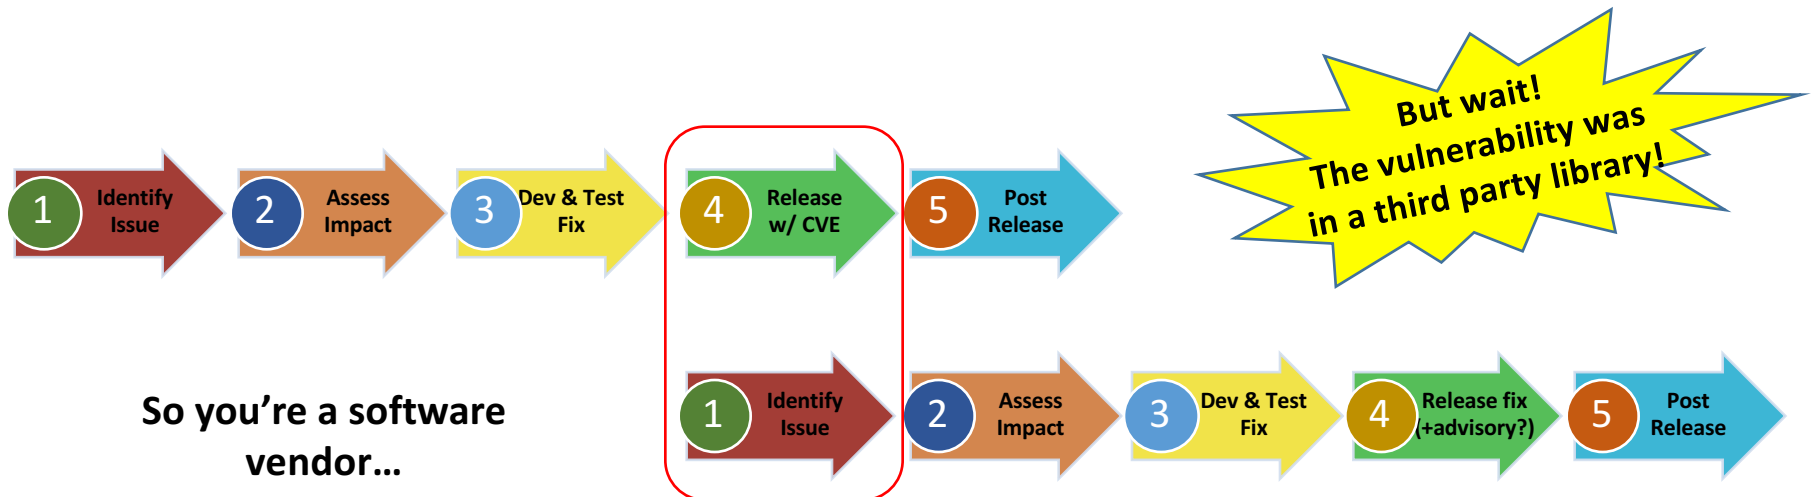 But wait!
The vulnerability was
in a third party library!
1
Identify
Issue
2
Assess
Impact
3
Dev & Test
Fix
4
Release
w/ CVE
5
Post
Release
So you’re a software
vendor…
1
Identify
Issue
2
Assess
Impact
3
Dev & Test
Fix
4
Release fix
(+advisory?)
5
Post
Release